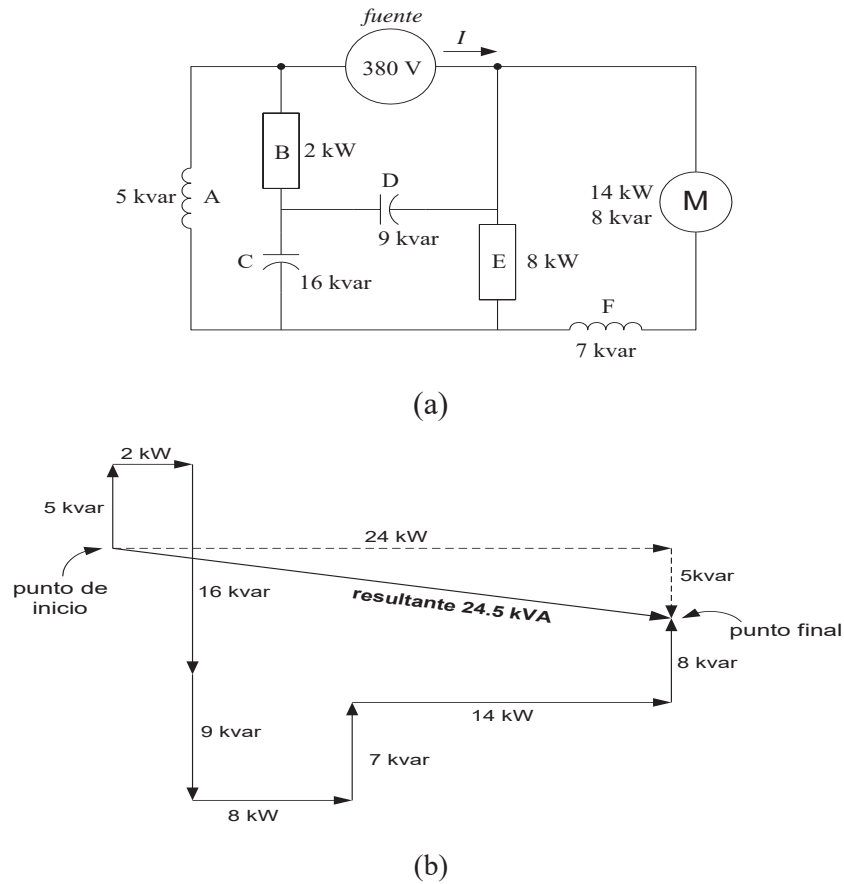 fuente
I
380 V
B
2 kW
D
5 kvar
A
14 kW
8 kvar
M
9 kvar
C
16 kvar
E
8 kW
F
7 kvar
(a)
2 kW
5 kvar
24 kW
punto de
inicio
16 kvar
resultante 24.5 kVA
5kvar
punto final
8 kvar
9 kvar
14 kW
7 kvar
8 kW
(b)